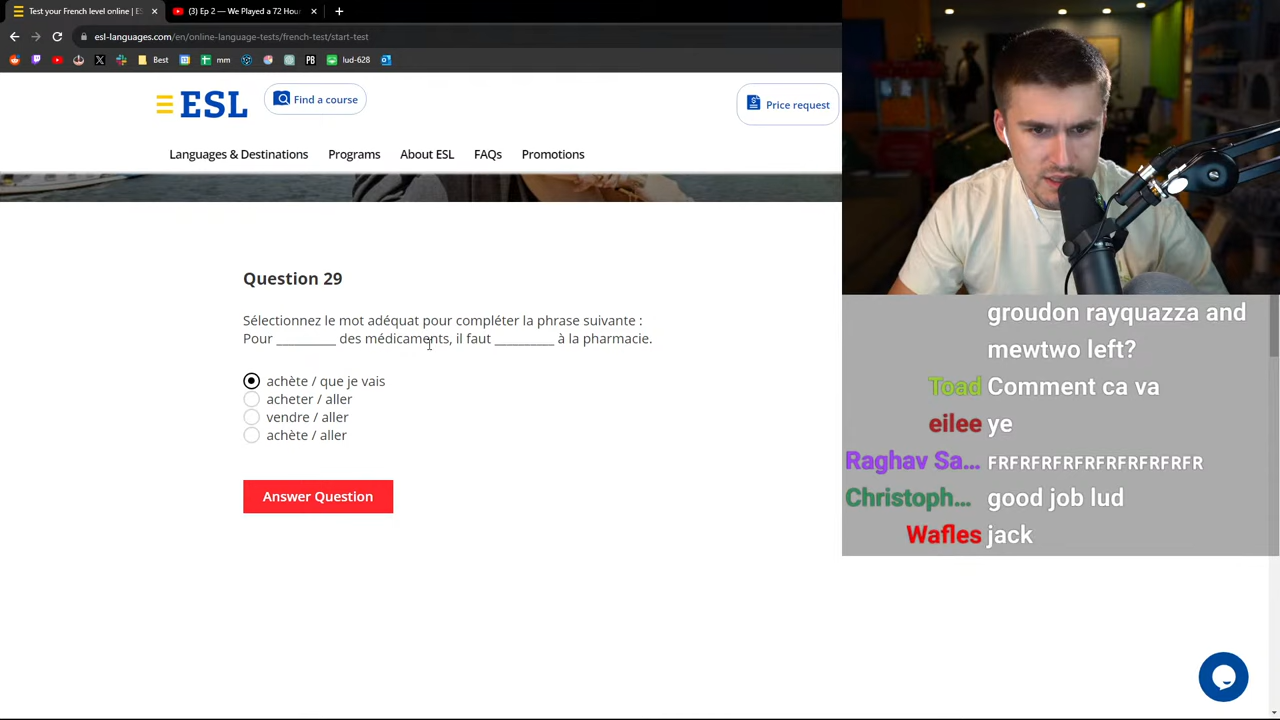 Test your French level online | ES
(3) Ep 2 — We Played a 72 Hour
esl-languages.com/en/online-language-tests/french-test/start-test
Best
mm
PB
lud-628
ESL
Find a course
Price request
Languages & Destinations
Programs
About ESL
FAQs
Promotions
Question 29
Sélectionnez le mot adéquat pour compléter la phrase suivante :
Pour _________ des médicaments, il faut _________ à la pharmacie.
achète / que je vais
acheter / aller
vendre / aller
achète / aller
Answer Question
groudon rayquazza and
mewtwo left?
Toad Comment ca va
eilee ye
Raghav Sa... FRFRFRFRFRFRFRFRFRFR
Christoph... good job lud
Wafles jack